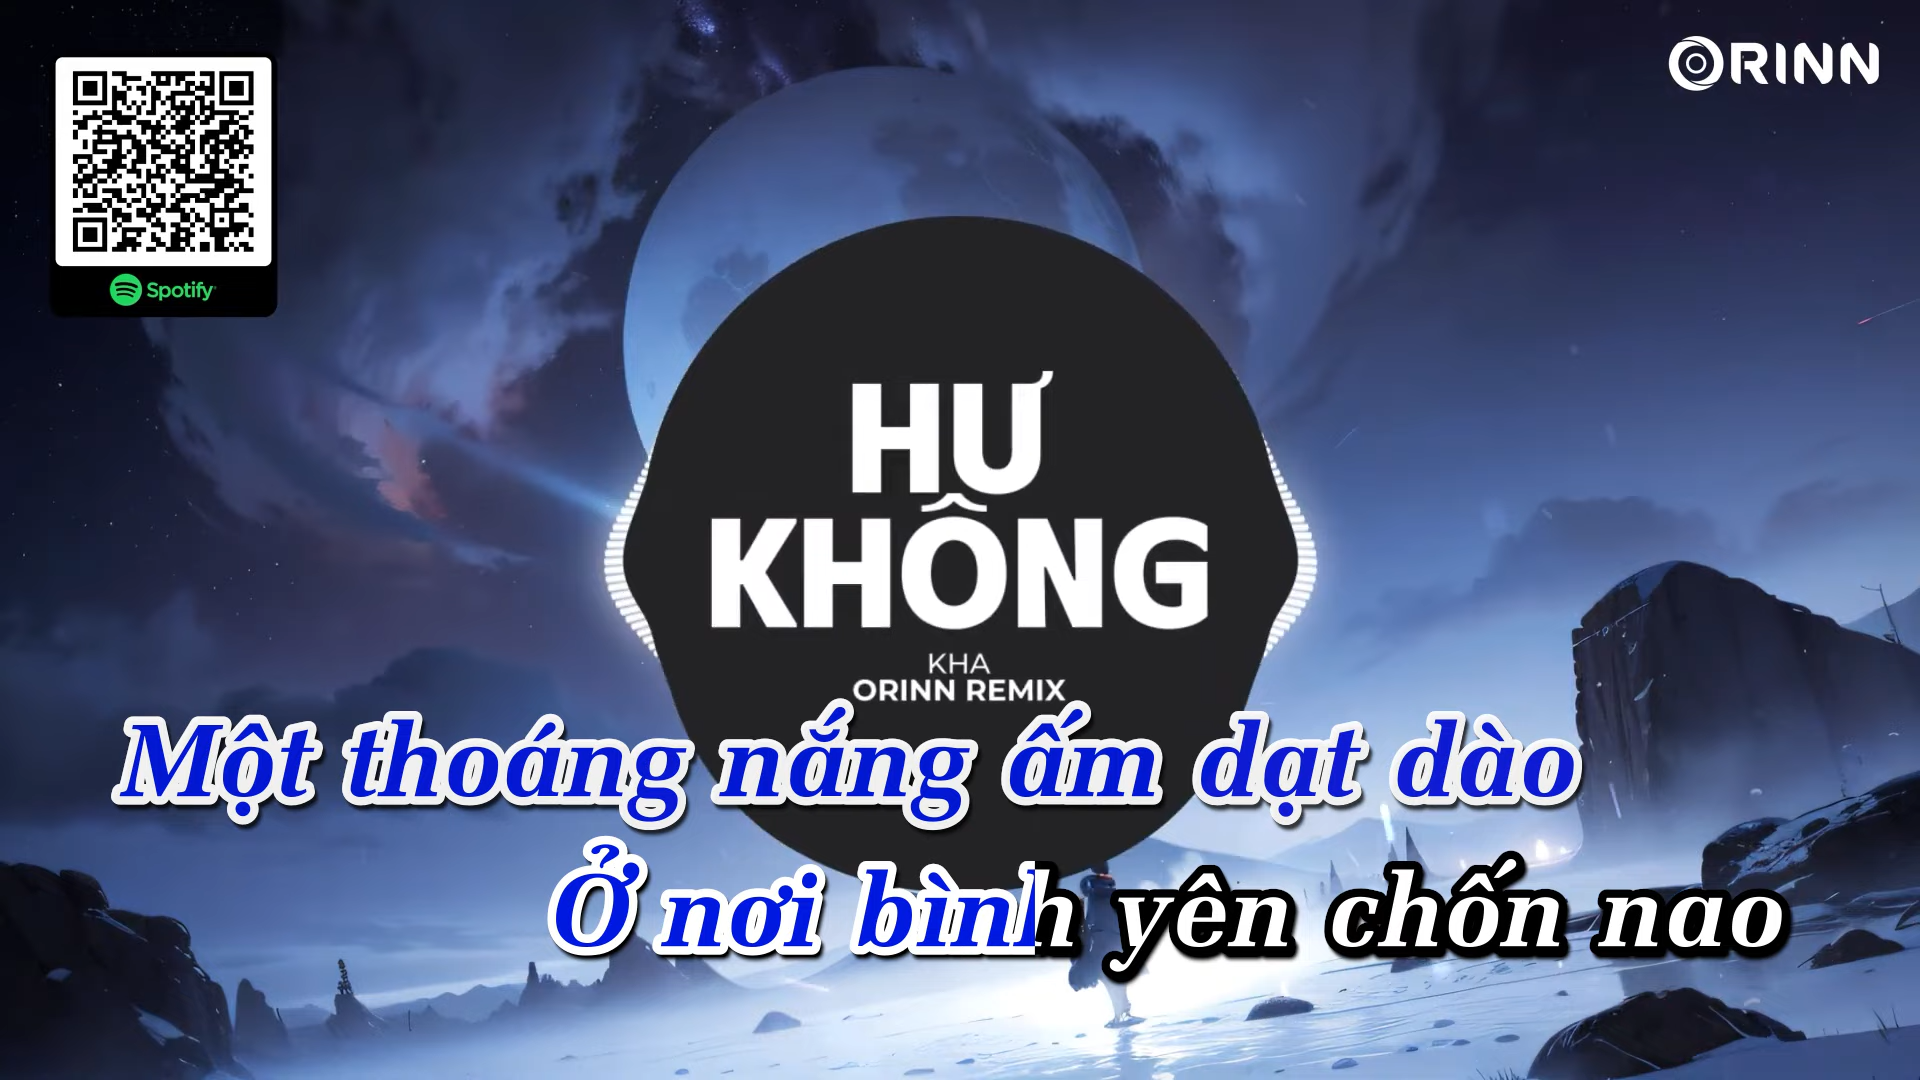 ORINN
Spotify
HƯ
KHÔNG
KHA
ORINN REMIX
Một thoáng nắng ấm dạt dào
Ở nơi bình yên chốn nao